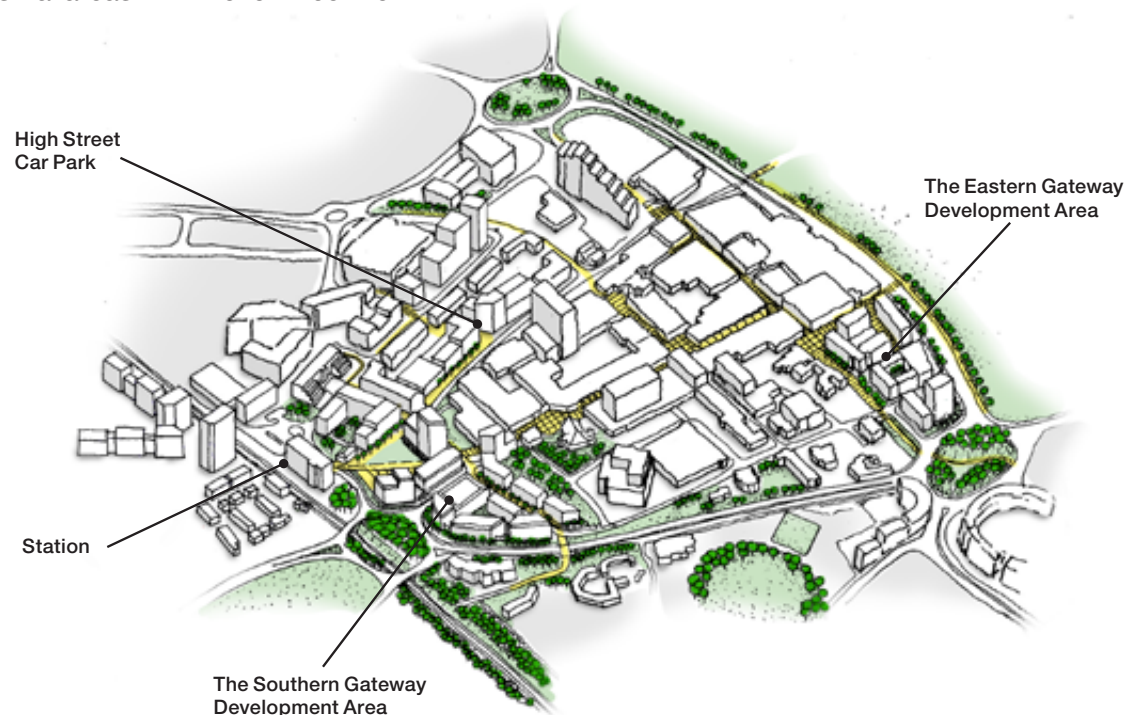 High Street
Car Park
The Eastern Gateway
Development Area
Station
The Southern Gateway
Development Area